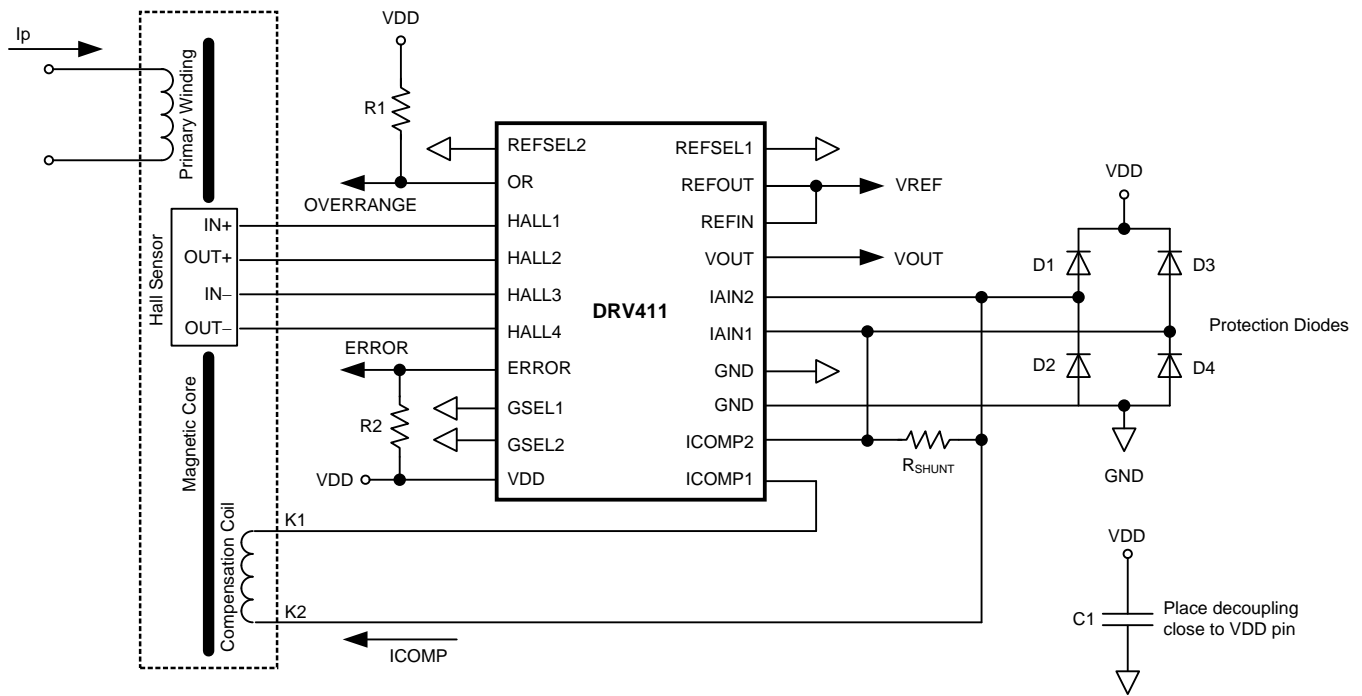 Ip
VDD
R1
Primary Winding
OVERRANGE
Hall Sensor
IN+
OUT+
IN–
OUT–
ERROR
R2
VDD
Magnetic Core
Compensation Coil
K1
K2
ICOMP
DRV411
REFSEL2
OR
HALL1
HALL2
HALL3
HALL4
ERROR
GSEL1
GSEL2
VDD
REFSEL1
REFOUT
REFIN
VOUT
IAIN2
IAIN1
GND
GND
ICOMP2
ICOMP1
VREF
VOUT
RSHUNT
VDD
D1
D3
D2
D4
Protection Diodes
GND
VDD
C1
Place decoupling
close to VDD pin